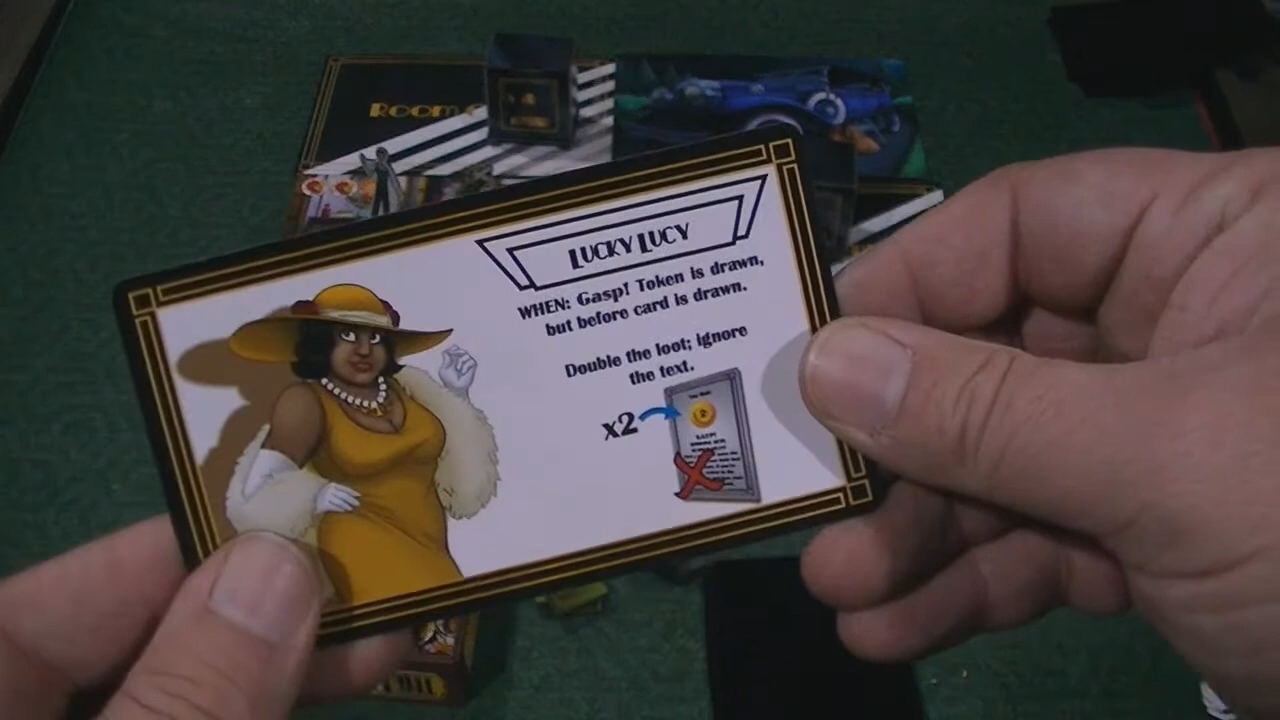 ROOM
LUCKY LUCY
WHEN: Gasp! Token is drawn,
but before card is drawn.
Double the loot; ignore
the text.
x2
2